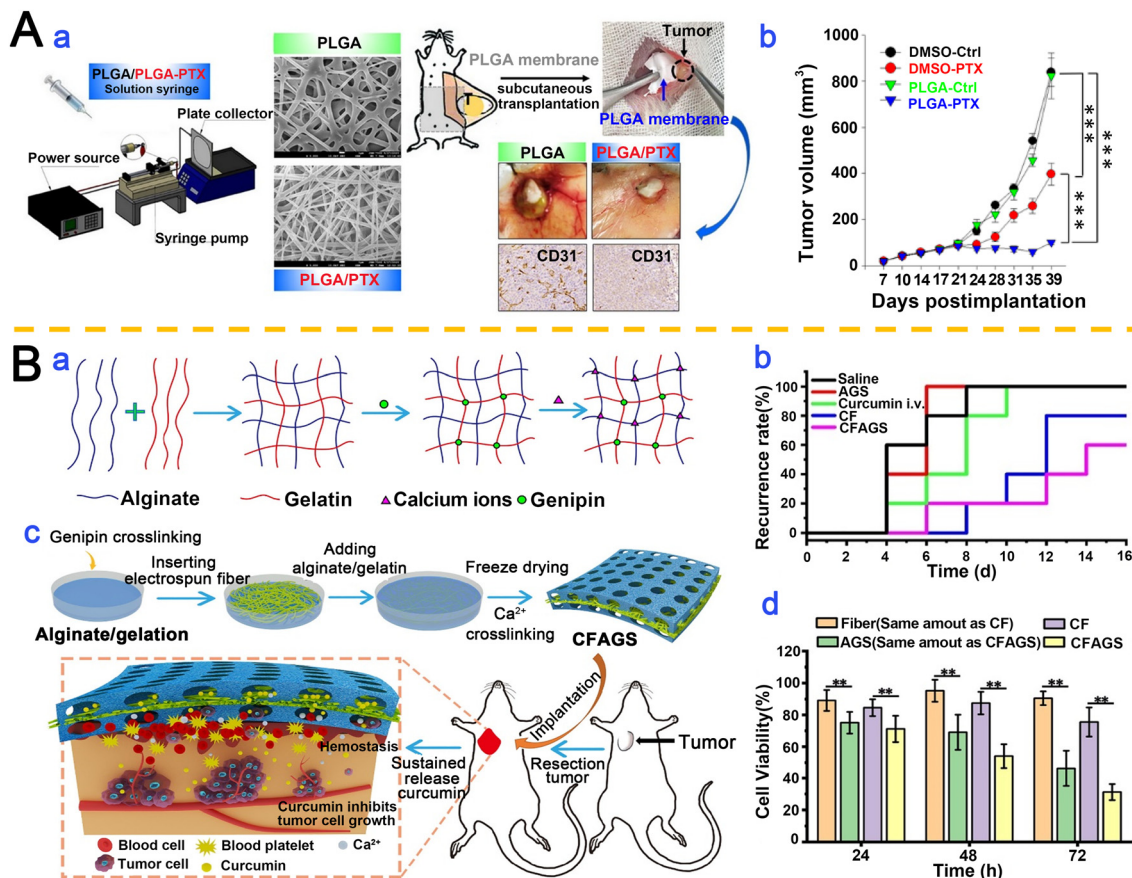 A
a
PLGA/PLGA-PTX
Solution syringe
Plate collector
Power source
Syringe pump
PLGA
PLGA/PTX
PLGA membrane
subcutaneous
transplantation
T
Tumor
PLGA membrane
PLGA
PLGA/PTX
CD31
CD31
b
Tumor volume (mm³)
1000
800
600
400
200
0
DMSO-Ctrl
DMSO-PTX
PLGA-Ctrl
PLGA-PTX
***
***
***
7 10 14 17 21 24 28 31 35 39
Days postimplantation
B
a
Alginate
Gelatin
Calcium ions
Genipin
b
Recurrence rate(%)
100
80
60
40
20
0
Saline
AGS
Curcumin i.v.
CF
CFAGS
0 2 4 6 8 10 12 14 16
Time (d)
c
Genipin crosslinking
Alginate/gelation
Inserting
electrospun fiber
Adding
alginate/gelatin
Freeze drying
Ca²⁺
crosslinking
CFAGS
Implantation
Tumor
Resection
tumor
Sustained
release
curcumin
Hemostasis
Curcumin inhibits
tumor cell growth
Blood cell
Blood platelet
Ca²⁺
Tumor cell
Curcumin
d
Cell Viability(%)
120
100
80
60
40
20
0
Fiber(Same amout as CF)
CF
AGS(Same amout as CFAGS)
CFAGS
** ** ** ** ** **
24 48 72
Time (h)